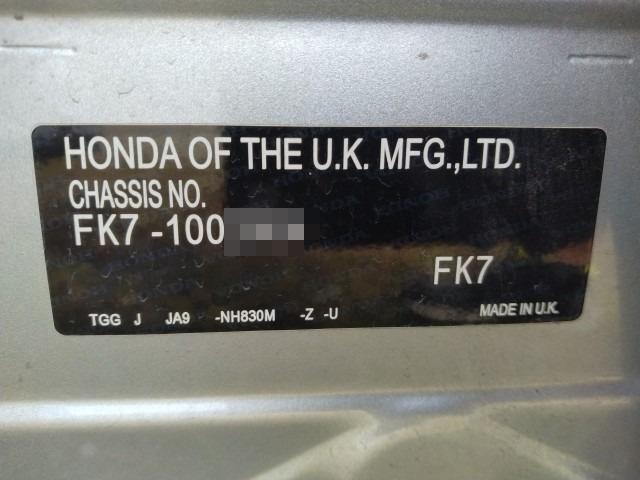 HONDA OF THE U.K. MFG.,LTD.
CHASSIS NO.
FK7 -100
FK7
TGG J JA9 -NH830M -Z -U
MADE IN U.K.